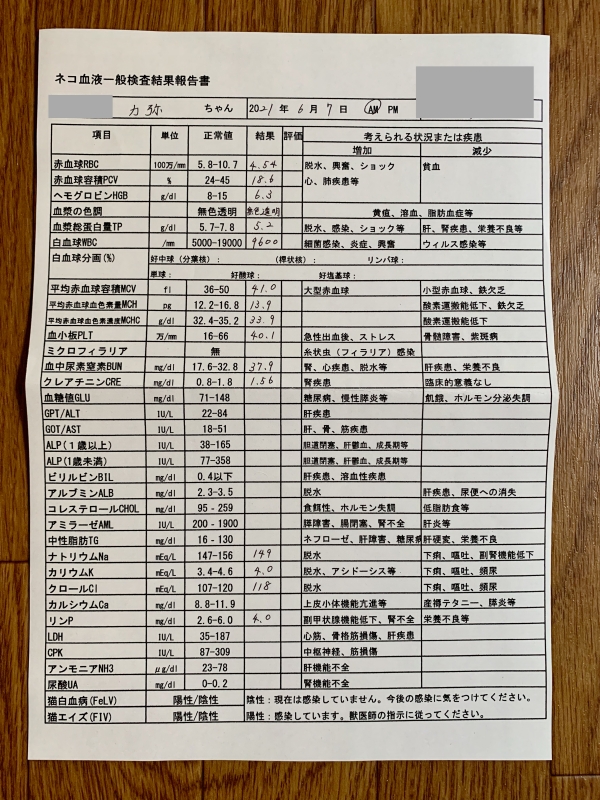 ネコ血液一般検査結果報告書
力弥 ちゃん 2021年 6月 7日 AM PM
項目 単位 正常値 結果 評価 考えられる状況または疾患
増加 減少
赤血球RBC 100万/mm 5.8-10.7 4.54 脱水、興奮、ショック 貧血
赤血球容積PCV % 24-45 18.6 心、肺疾患等
ヘモグロビンHGB g/dl 8-15 6.3
血漿の色調 無色透明 無色透明 黄疸、溶血、脂肪血症等
血漿総蛋白量TP g/dl 5.7-7.8 5.2 脱水、感染、ショック等 肝、腎疾患、栄養不良等
白血球WBC /mm 5000-19000 9600 細菌感染、炎症、興奮 ウィルス感染等
白血球分画(%) 好中球(分葉核): (桿状核): リンパ球:
単球: 好酸球: 好塩基球:
平均赤血球容積MCV fl 36-50 41.0 大型赤血球 小型赤血球、鉄欠乏
平均赤血球血色素量MCH pg 12.2-16.8 13.9 酸素運搬能低下、鉄欠乏
平均赤血球血色素濃度MCHC g/dl 32.4-35.2 33.9 酸素運搬能低下
血小板PLT 万/mm 16-66 40.1 急性出血後、ストレス 骨髄障害、紫斑病
ミクロフィラリア 無 糸状虫(フィラリア)感染
血中尿素窒素BUN mg/dl 17.6-32.8 37.9 腎、心疾患、脱水等 肝疾患、栄養不良
クレアチニンCRE mg/dl 0.8-1.8 1.56 腎疾患 臨床的意義なし
血糖値GLU mg/dl 71-148 糖尿病、慢性膵炎等 飢餓、ホルモン分泌失調
GPT/ALT IU/L 22-84 肝疾患
GOT/AST IU/L 18-51 肝、骨、筋疾患
ALP(1歳以上) IU/L 38-165 胆道閉塞、肝鬱血、成長期等
ALP(1歳未満) IU/L 77-358 胆道閉塞、肝鬱血、成長期等
ビリルビンBIL mg/dl 0.4以下 肝疾患、溶血性疾患
アルブミンALB mg/dl 2.3-3.5 脱水 肝疾患、尿便への消失
コレステロールCHOL mg/dl 95-259 食餌性、ホルモン失調 低脂肪食等
アミラーゼAML IU/L 200-1900 膵障害、腸閉塞、腎不全 肝炎等
中性脂肪TG mg/dl 16-130 ネフローゼ、肝障害、糖尿病 肝硬変、栄養不良
ナトリウムNa mEq/L 147-156 149 脱水 下痢、嘔吐、副腎機能低下
カリウムK mEq/L 3.4-4.6 4.0 脱水、アシドーシス等 下痢、嘔吐、頻尿
クロールCl mEq/L 107-120 118 脱水 下痢、嘔吐、頻尿
カルシウムCa mg/dl 8.8-11.9 上皮小体機能亢進等 産褥テタニー、膵炎等
リンP mg/dl 2.6-6.0 4.0 副甲状腺機能低下、腎不全 栄養不良等
LDH IU/L 35-187 心筋、骨格筋損傷、肝疾患
CPK IU/L 87-309 中枢神経、筋損傷
アンモニアNH3 μg/dl 23-78 肝機能不全
尿酸UA mg/dl 0-0.2 腎機能不全
猫白血病(FeLV) 陽性/陰性 陰性:現在は感染していません。今後の感染に気をつけてください。
猫エイズ(FIV) 陽性/陰性 陽性:感染しています。獣医師の指示に従ってください。